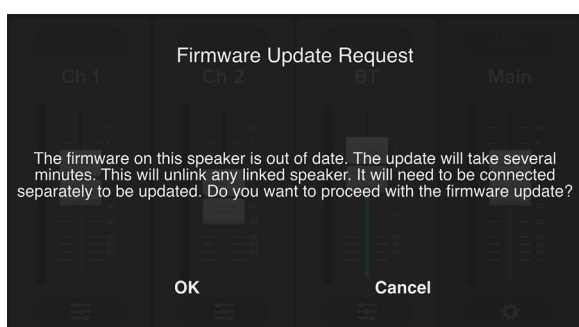 Mute
Mute
Firmware Update Request
Ch 1
Ch 2
BT
Main
The firmware on this speaker is out of date. The update will take several
minutes. This will unlink any linked speaker. It will need to be connected
separately to be updated. Do you want to proceed with the firmware update?
OK
Cancel